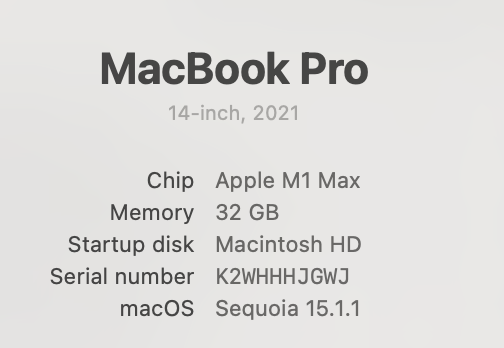 MacBook Pro
14-inch, 2021
Chip Apple M1 Max
Memory 32 GB
Startup disk Macintosh HD
Serial number K2WHHHJGWJ
macOS Sequoia 15.1.1